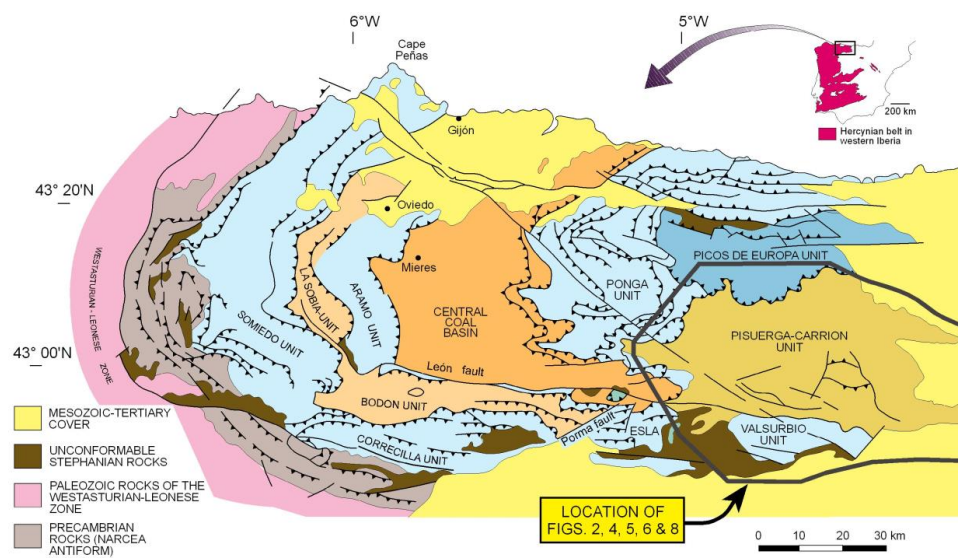 6°W
5°W
Cape
Peñas
200 km
Hercynian belt in
western Iberia
Gijón
43° 20'N
Oviedo
PICOS DE EUROPA UNIT
Mieres
WESTASTURIAN - LEONESE
ZONE
LA SOBIA-UNIT
ARAMO UNIT
PONGA
UNIT
SOMIEDO UNIT
CENTRAL
COAL
BASIN
PISUERGA-CARRION
UNIT
43° 00'N
León fault
BODON UNIT
Porma fault
ESLA
VALSURBIO
UNIT
CORRECILLA UNIT
MESOZOIC-TERTIARY
COVER
UNCONFORMABLE
STEPHANIAN ROCKS
PALEOZOIC ROCKS OF THE
WESTASTURIAN-LEONESE
ZONE
PRECAMBRIAN
ROCKS (NARCEA
ANTIFORM)
LOCATION OF
FIGS. 2, 4, 5, 6 & 8
0 10 20 30 km